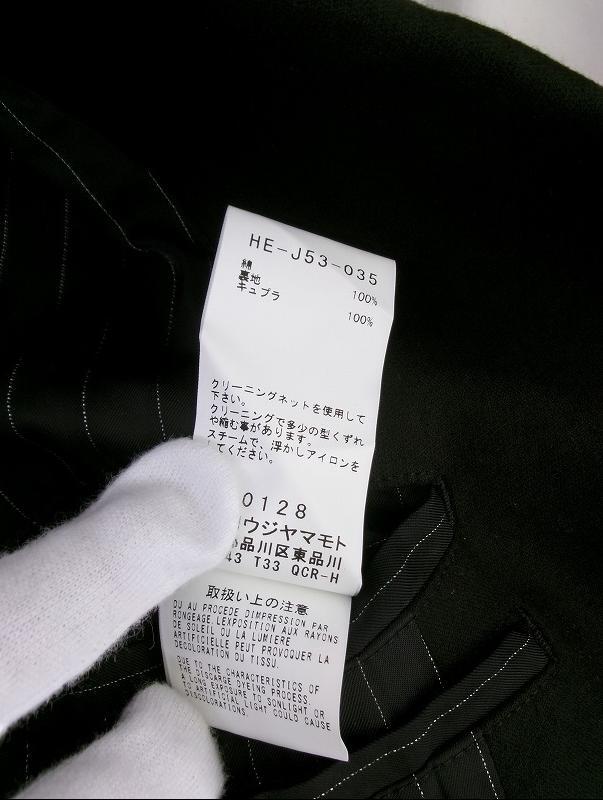 HE-J53-035
綿 100%
裏地
キュプラ 100%
クリーニングネットを使用して
下さい。
クリーニングで多少の型くずれ
や縮む事があります。
スチームで、浮かしアイロンを
してください。
0128
ウジヤマモト
品川区東品川
43 T33 QCR-H
取扱い上の注意
DU AU PROCEDE DIMPRESSION PAR
RONGEAGE,LEXPOSITION AUX RAYONS
DE SOLEIL OU LA LUMIERE
ARTIFICIELLE PEUT PROVOQUER LA
DECOLORATION DU TISSU.
DUE TO THE CHARACTERISTICS OF
THE DISCARGE DYEING PROCESS.
A LONG EXPOSURE TO SONLIGHT OR
ARTIFICIAL LIGHT COULD CAUSE
DISCOLORATIONS.